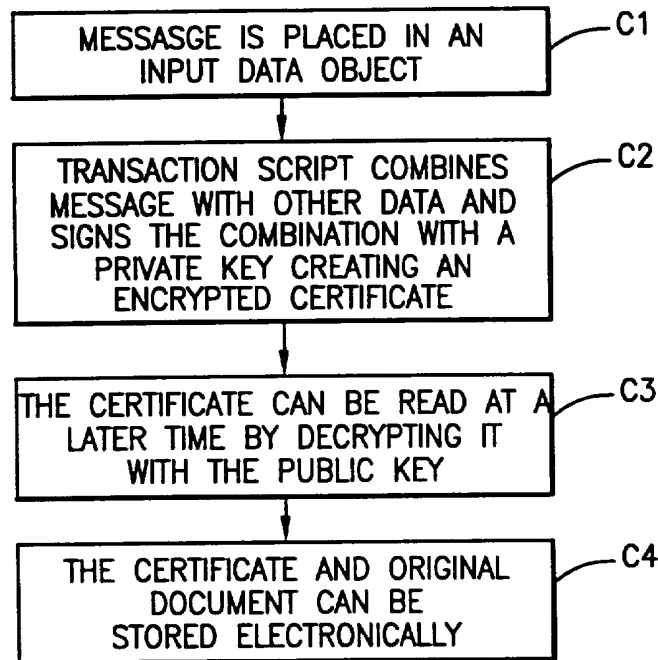 MESSASGE IS PLACED IN AN
INPUT DATA OBJECT
C1
TRANSACTION SCRIPT COMBINES
MESSAGE WITH OTHER DATA AND
SIGNS THE COMBINATION WITH A
PRIVATE KEY CREATING AN
ENCRYPTED CERTIFICATE
C2
THE CERTIFICATE CAN BE READ AT A
LATER TIME BY DECRYPTING IT
WITH THE PUBLIC KEY
C3
THE CERTIFICATE AND ORIGINAL
DOCUMENT CAN BE
STORED ELECTRONICALLY
C4